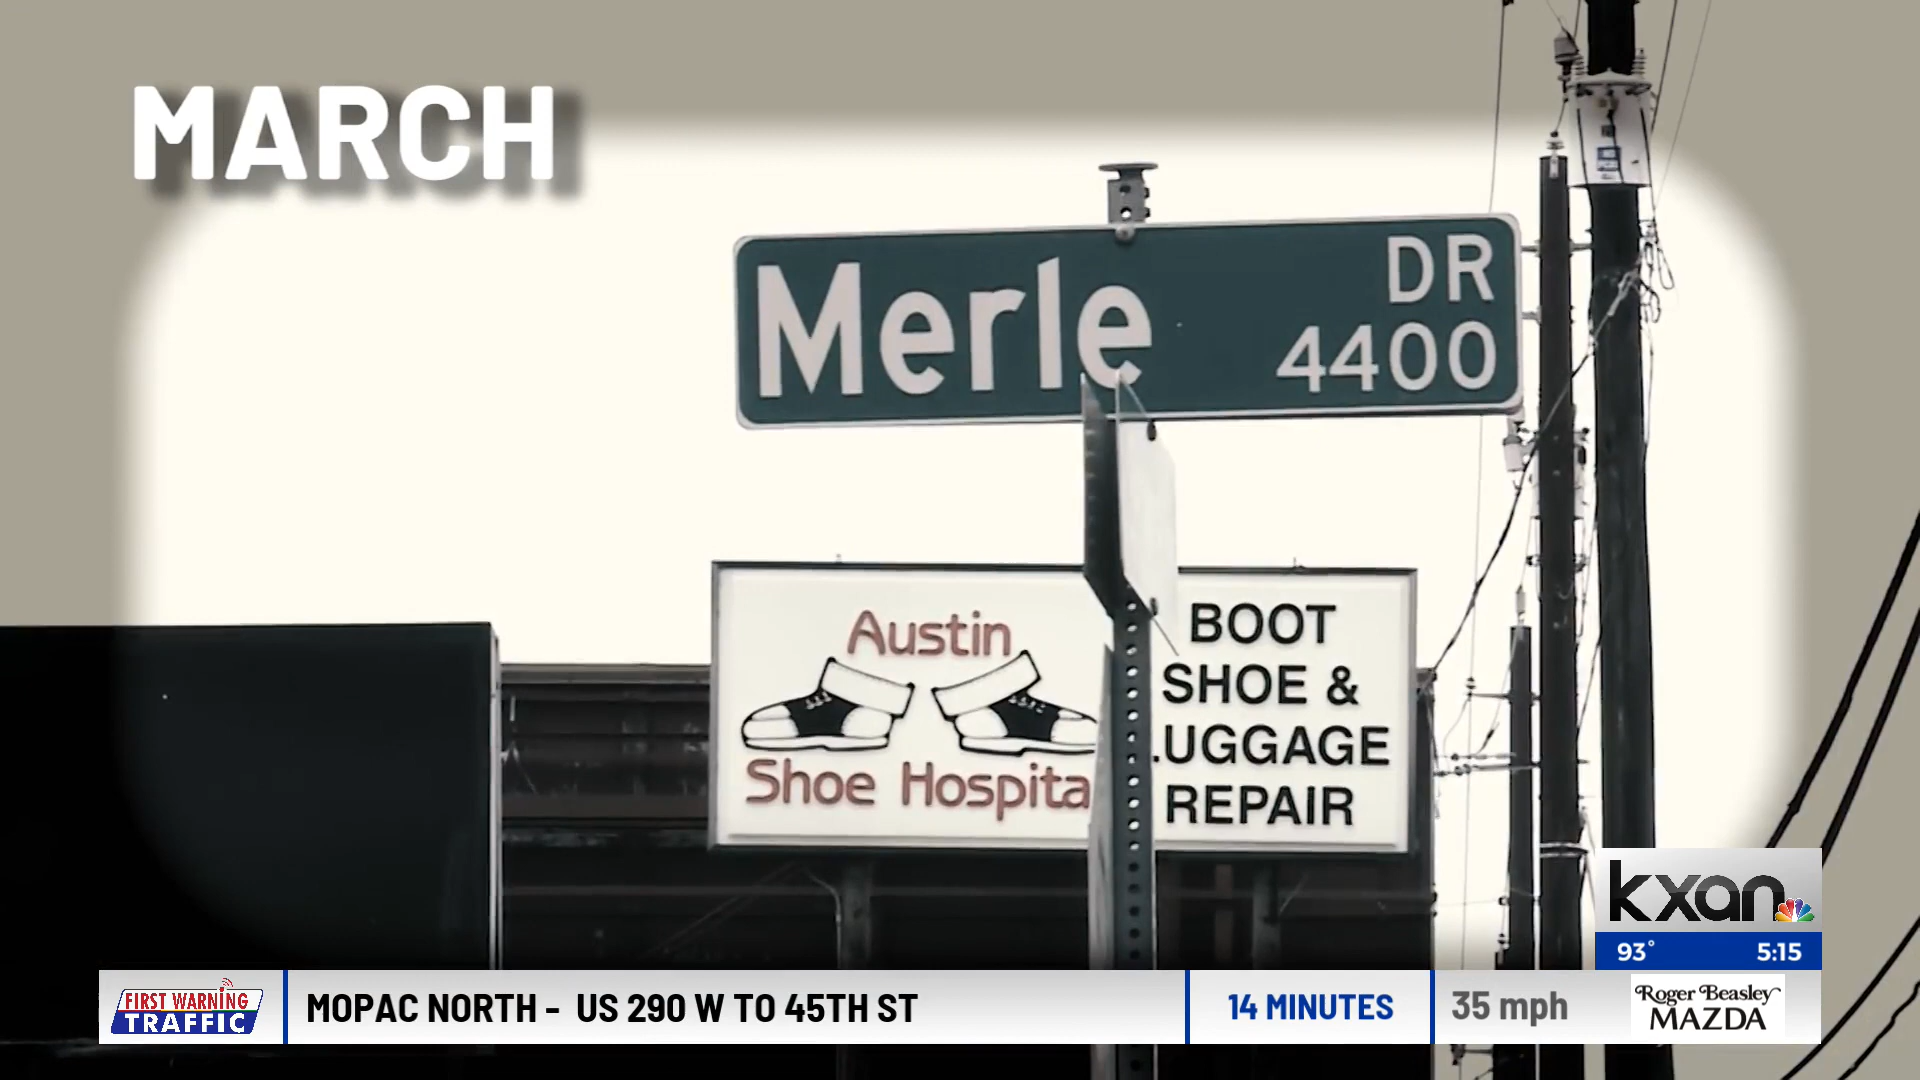 MARCH
Merle DR
4400
Austin
Shoe Hospita
BOOT
SHOE &
LUGGAGE
REPAIR
kxan
93° 5:15
FIRST WARNING
TRAFFIC
MOPAC NORTH - US 290 W TO 45TH ST
14 MINUTES
35 mph
Roger Beasley
MAZDA